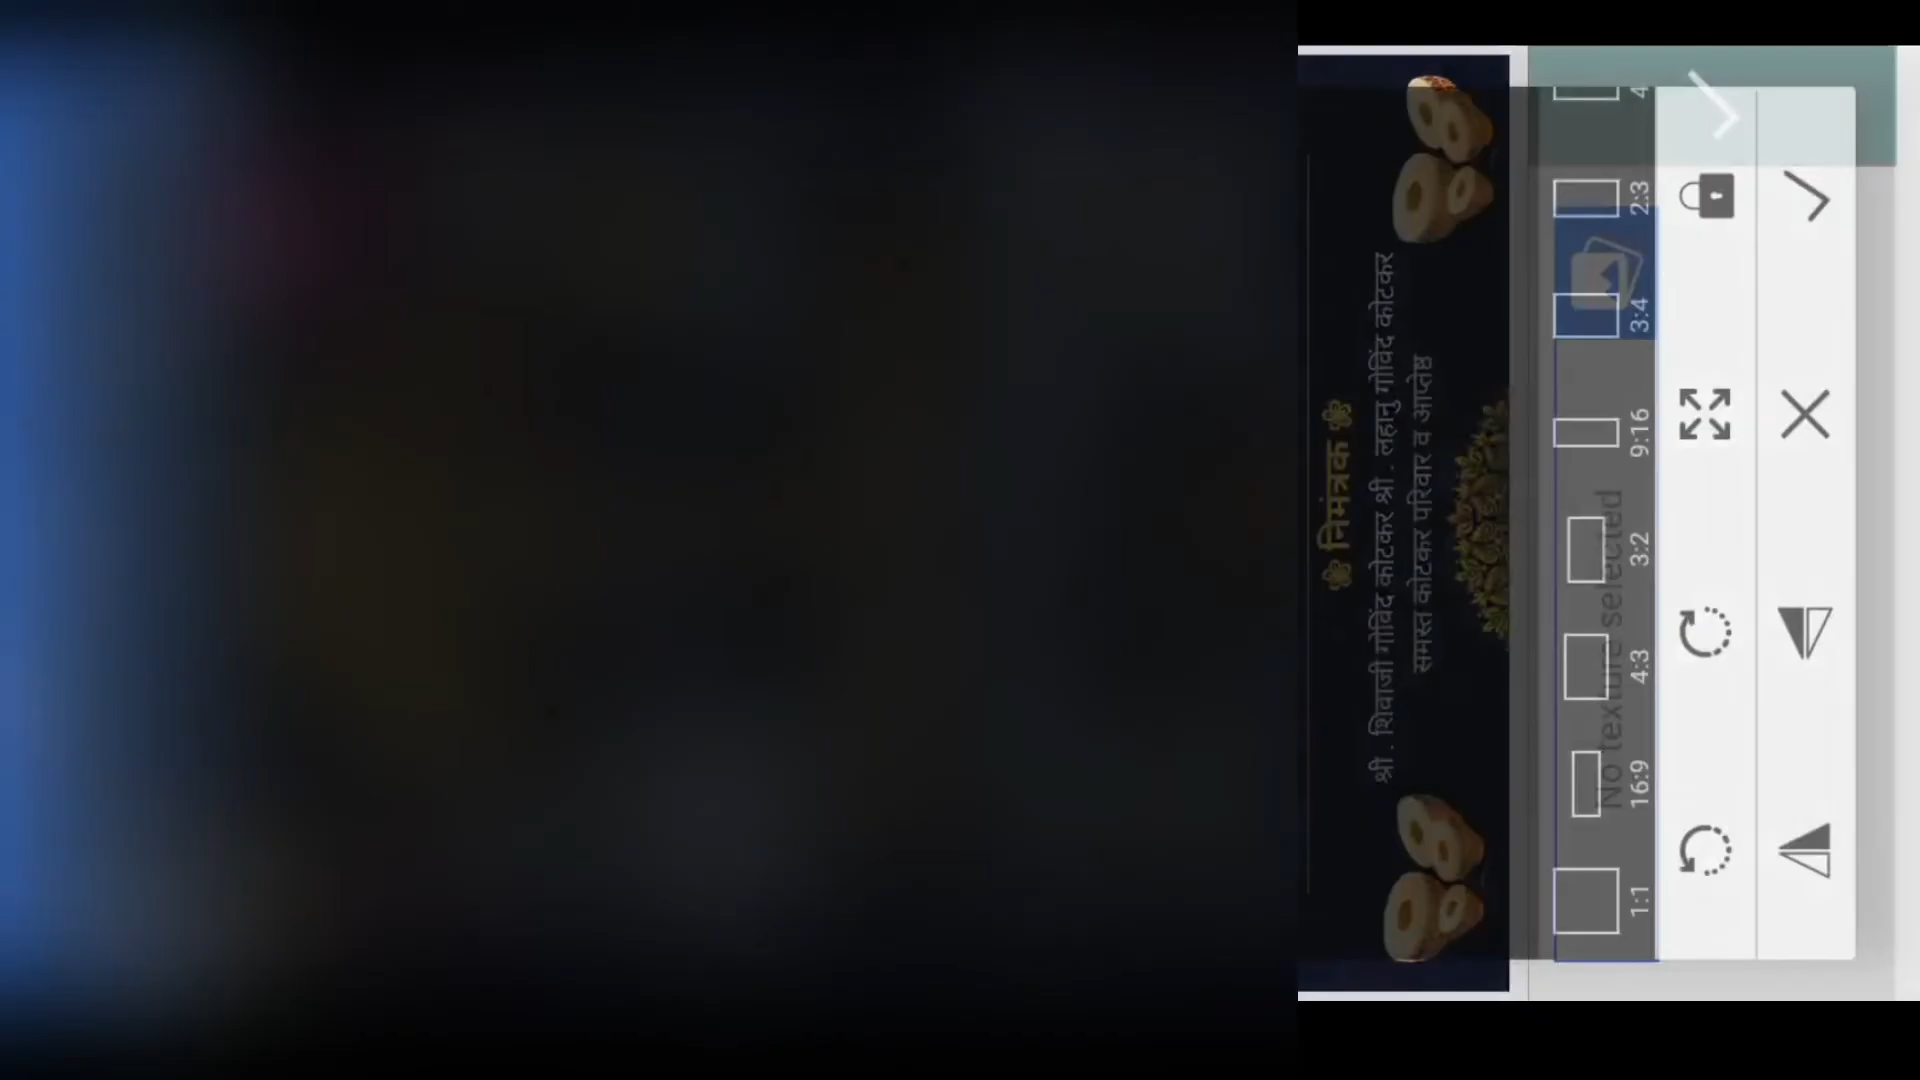 ❀ निमंत्रक ❀
श्री . शिवाजी गोविंद कोटकर श्री . लहानु गोविंद कोटकर
समस्त कोटकर परिवार व आप्तेष्ठ
No texture selected
1:1
16:9
4:3
3:2
9:16
3:4
2:3